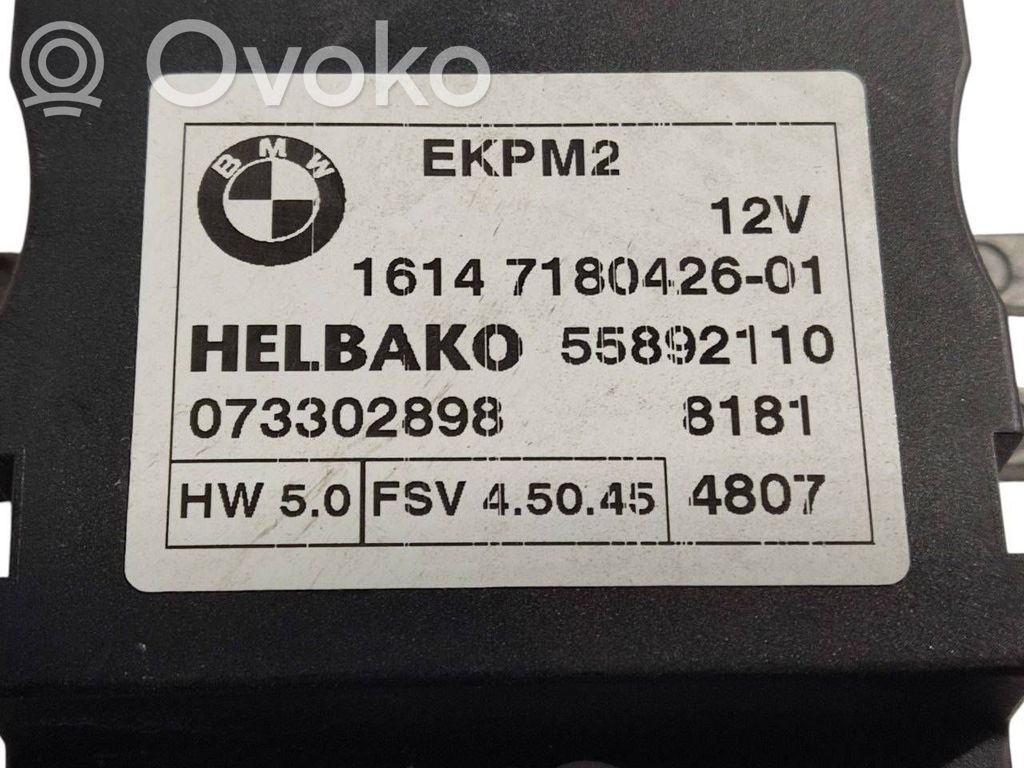 Ovoko
BMW
EKPM2
12V
1614 7180426-01
HELBAKO 55892110
073302898 8181
HW 5.0 FSV 4.50.45 4807